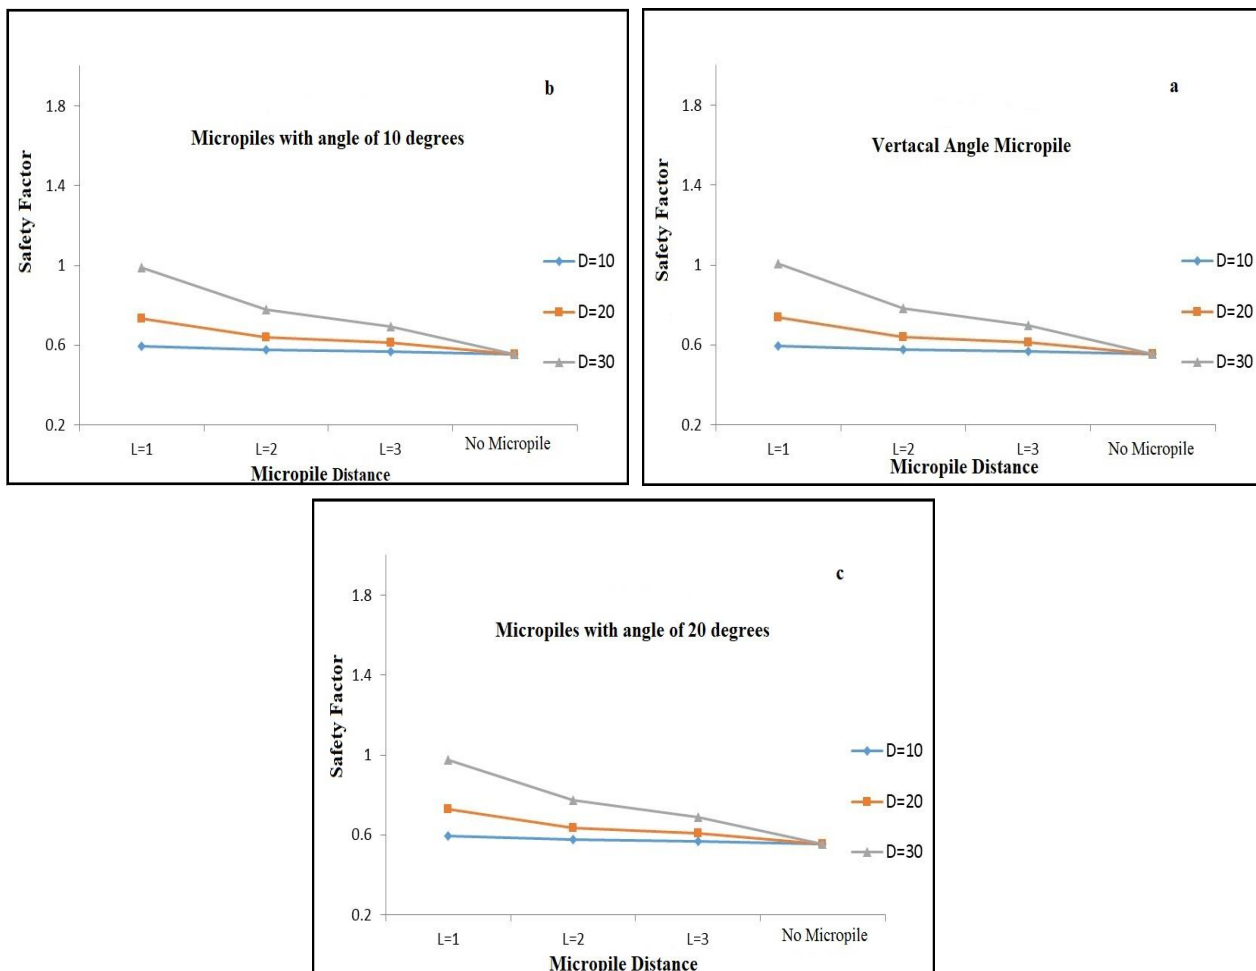 b
Micropiles with angle of 10 degrees
Safety Factor
1.8
1.4
1
0.6
0.2
L=1
L=2
L=3
No Micropile
Micropile Distance
D=10
D=20
D=30
a
Vertacal Angle Micropile
Safety Factor
1.8
1.4
1
0.6
0.2
L=1
L=2
L=3
No Micropile
Micropile Distance
D=10
D=20
D=30
c
Micropiles with angle of 20 degrees
Safety Factor
1.8
1.4
1
0.6
0.2
L=1
L=2
L=3
No Micropile
Micropile Distance
D=10
D=20
D=30